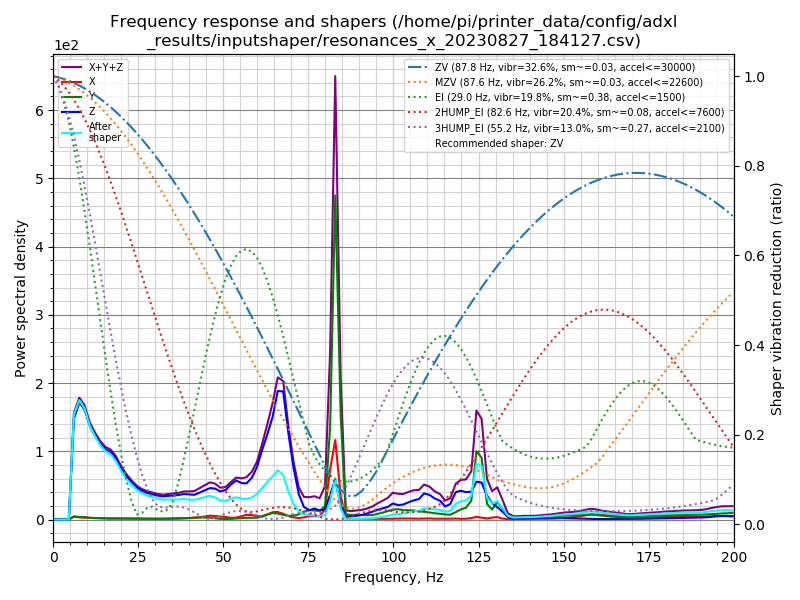 Frequency response and shapers (/home/pi/printer_data/config/adxl
_results/inputshaper/resonances_x_20230827_184127.csv)
1e2
X+Y+Z
X
Y
Z
After
shaper
ZV (87.8 Hz, vibr=32.6%, sm~=0.03, accel<=30000)
MZV (87.6 Hz, vibr=26.2%, sm~=0.03, accel<=22600)
EI (29.0 Hz, vibr=19.8%, sm~=0.38, accel<=1500)
2HUMP_EI (82.6 Hz, vibr=20.4%, sm~=0.08, accel<=7600)
3HUMP_EI (55.2 Hz, vibr=13.0%, sm~=0.27, accel<=2100)
Recommended shaper: ZV
Power spectral density
6
5
4
3
2
1
0
1.0
0.8
0.6
0.4
0.2
0.0
Shaper vibration reduction (ratio)
0 25 50 75 100 125 150 175 200
Frequency, Hz